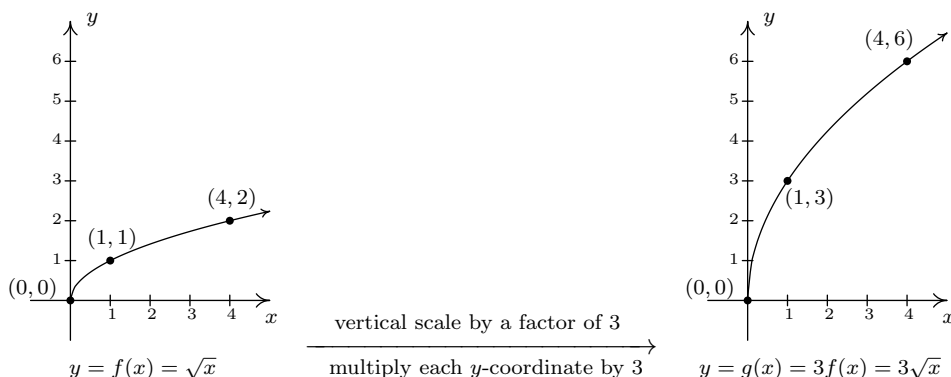 y
6
5
4
3
2
1
(4, 2)
(1, 1)
(0, 0)
1 2 3 4 x
y = f(x) = √x
vertical scale by a factor of 3
multiply each y-coordinate by 3
y
6
5
4
3
2
1
(4, 6)
(1, 3)
(0, 0)
1 2 3 4 x
y = g(x) = 3f(x) = 3√x